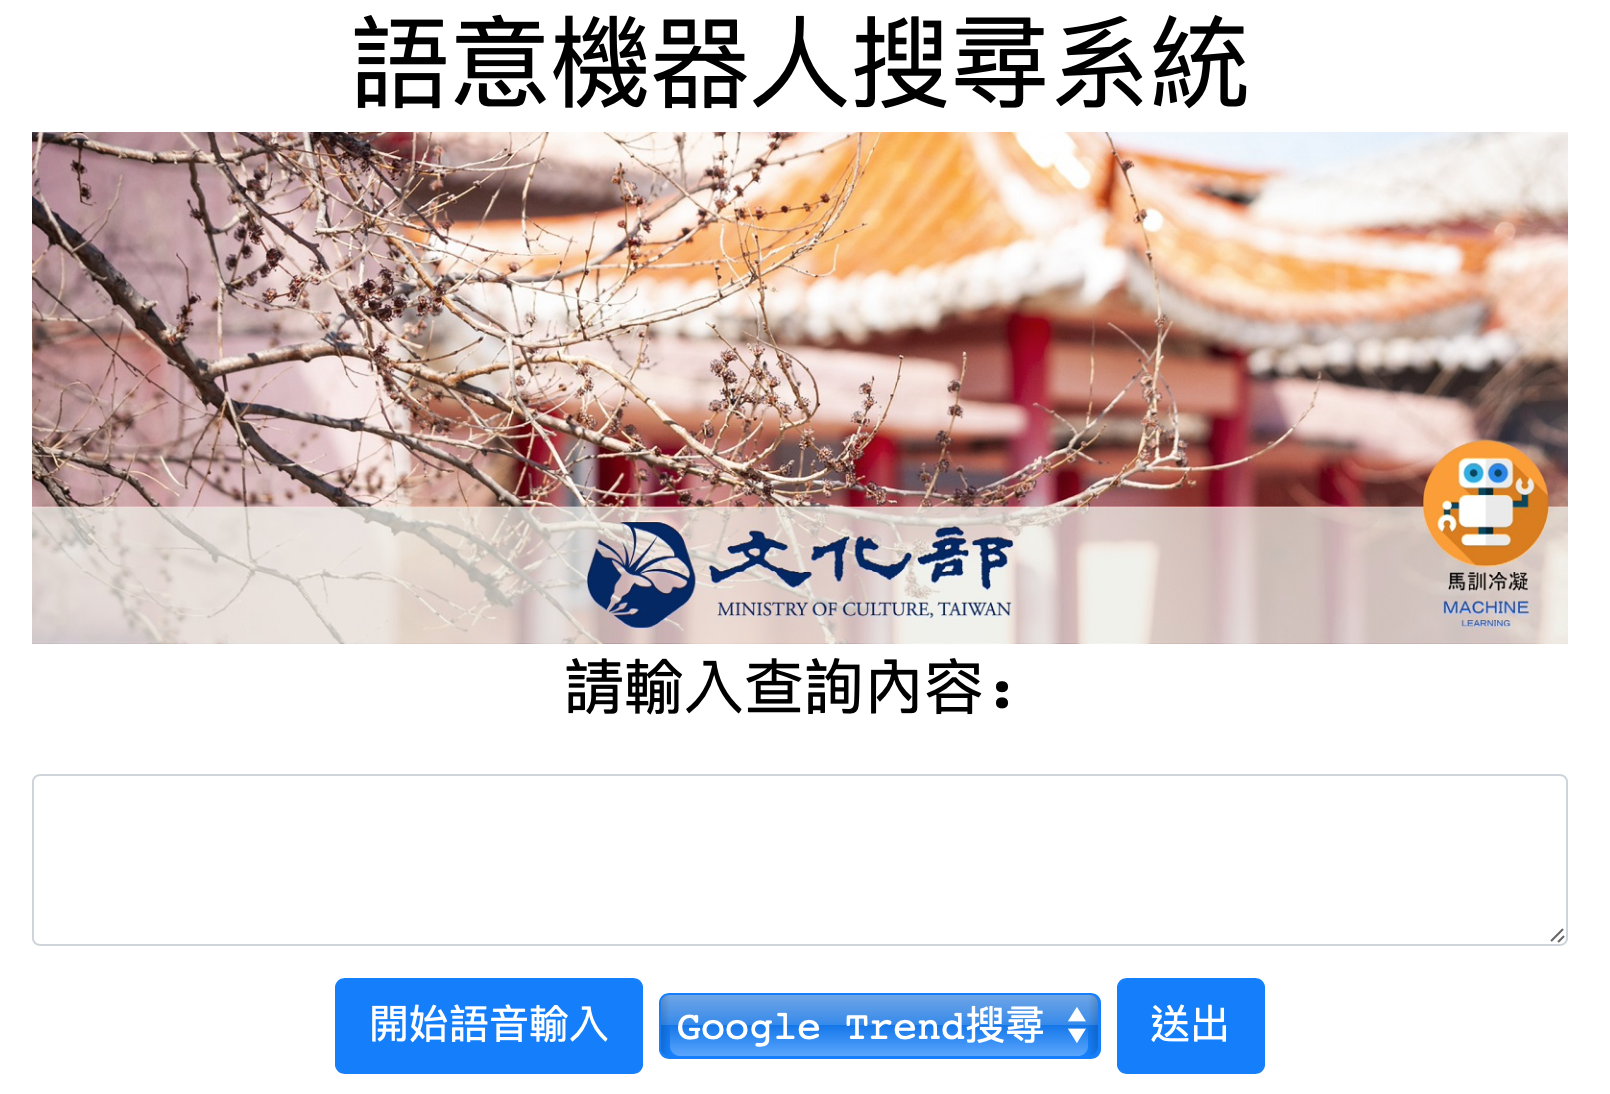 語意機器人搜尋系統
文化部
MINISTRY OF CULTURE, TAIWAN
馬訓冷凝
MACHINE
LEARNING
請輸入查詢內容:
開始語音輸入
Google Trend搜尋
送出